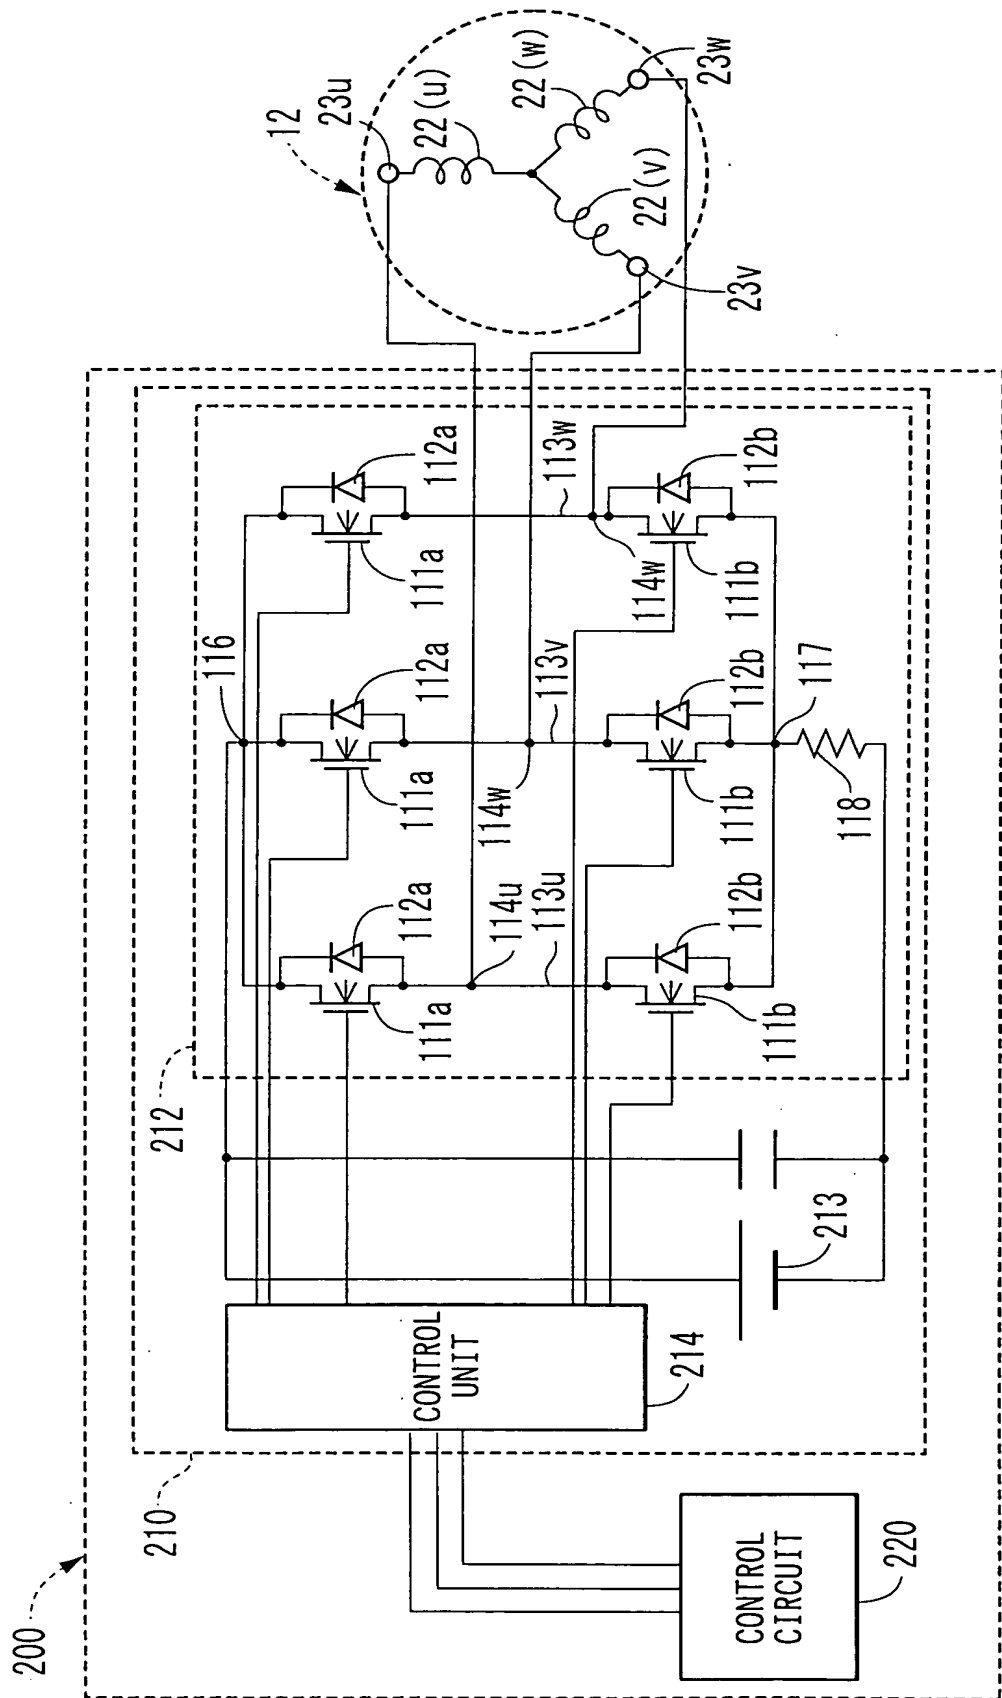 200
210
212
116
12
23u
112a
112a
112a
111a
111a
111a
22(u)
CONTROL
UNIT
114u
114w
113u
113v
113w
22(w)
114w
22(v)
214
23w
112b
112b
112b
111b
111b
111b
23v
CONTROL
CIRCUIT
213
117
118
220